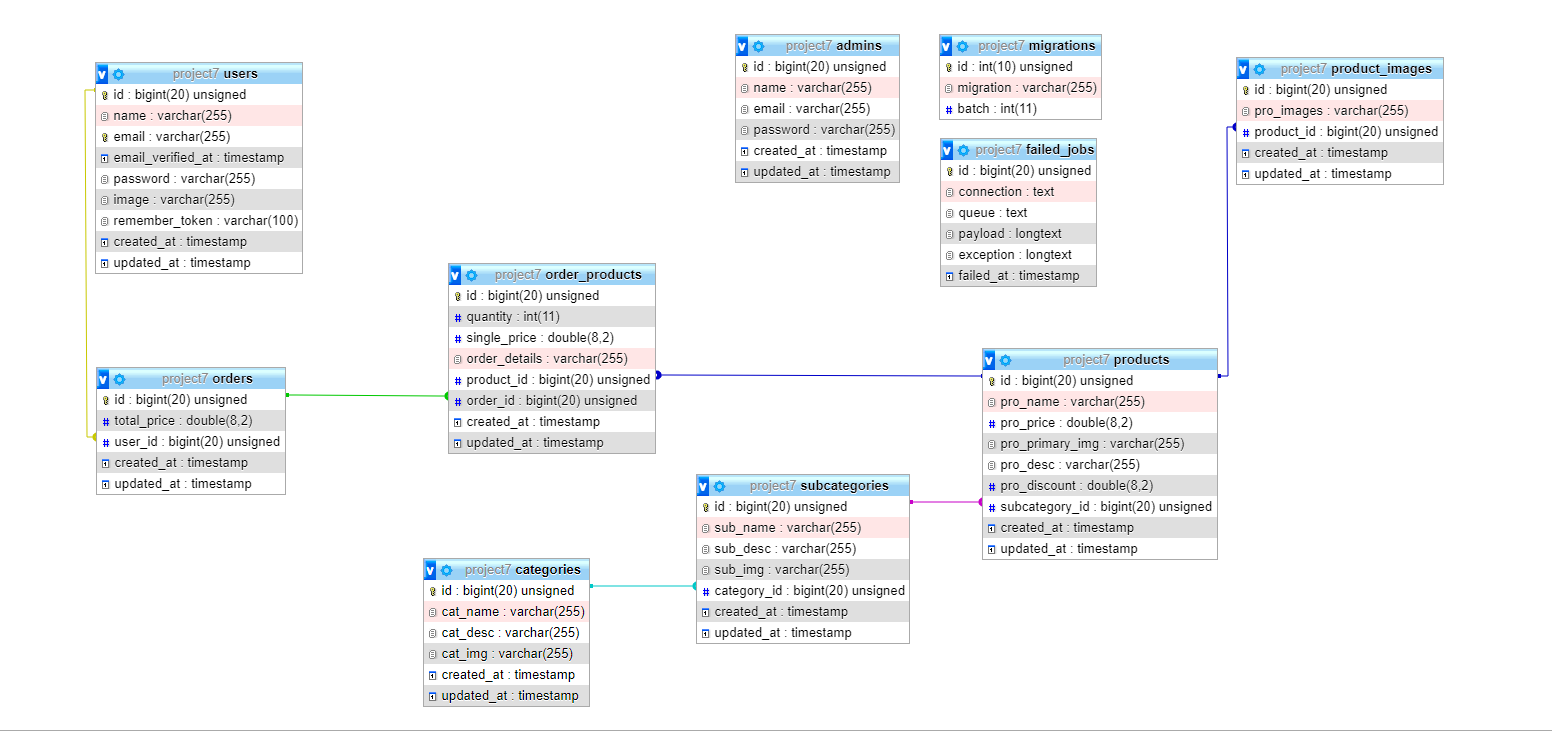 project7 users
id : bigint(20) unsigned
name : varchar(255)
email : varchar(255)
email_verified_at : timestamp
password : varchar(255)
image : varchar(255)
remember_token : varchar(100)
created_at : timestamp
updated_at : timestamp
project7 admins
id : bigint(20) unsigned
name : varchar(255)
email : varchar(255)
password : varchar(255)
created_at : timestamp
updated_at : timestamp
project7 migrations
id : int(10) unsigned
migration : varchar(255)
batch : int(11)
project7 failed_jobs
id : bigint(20) unsigned
connection : text
queue : text
payload : longtext
exception : longtext
failed_at : timestamp
project7 product_images
id : bigint(20) unsigned
pro_images : varchar(255)
product_id : bigint(20) unsigned
created_at : timestamp
updated_at : timestamp
project7 orders
id : bigint(20) unsigned
total_price : double(8,2)
user_id : bigint(20) unsigned
created_at : timestamp
updated_at : timestamp
project7 order_products
id : bigint(20) unsigned
quantity : int(11)
single_price : double(8,2)
order_details : varchar(255)
product_id : bigint(20) unsigned
order_id : bigint(20) unsigned
created_at : timestamp
updated_at : timestamp
project7 products
id : bigint(20) unsigned
pro_name : varchar(255)
pro_price : double(8,2)
pro_primary_img : varchar(255)
pro_desc : varchar(255)
pro_discount : double(8,2)
subcategory_id : bigint(20) unsigned
created_at : timestamp
updated_at : timestamp
project7 subcategories
id : bigint(20) unsigned
sub_name : varchar(255)
sub_desc : varchar(255)
sub_img : varchar(255)
category_id : bigint(20) unsigned
created_at : timestamp
updated_at : timestamp
project7 categories
id : bigint(20) unsigned
cat_name : varchar(255)
cat_desc : varchar(255)
cat_img : varchar(255)
created_at : timestamp
updated_at : timestamp